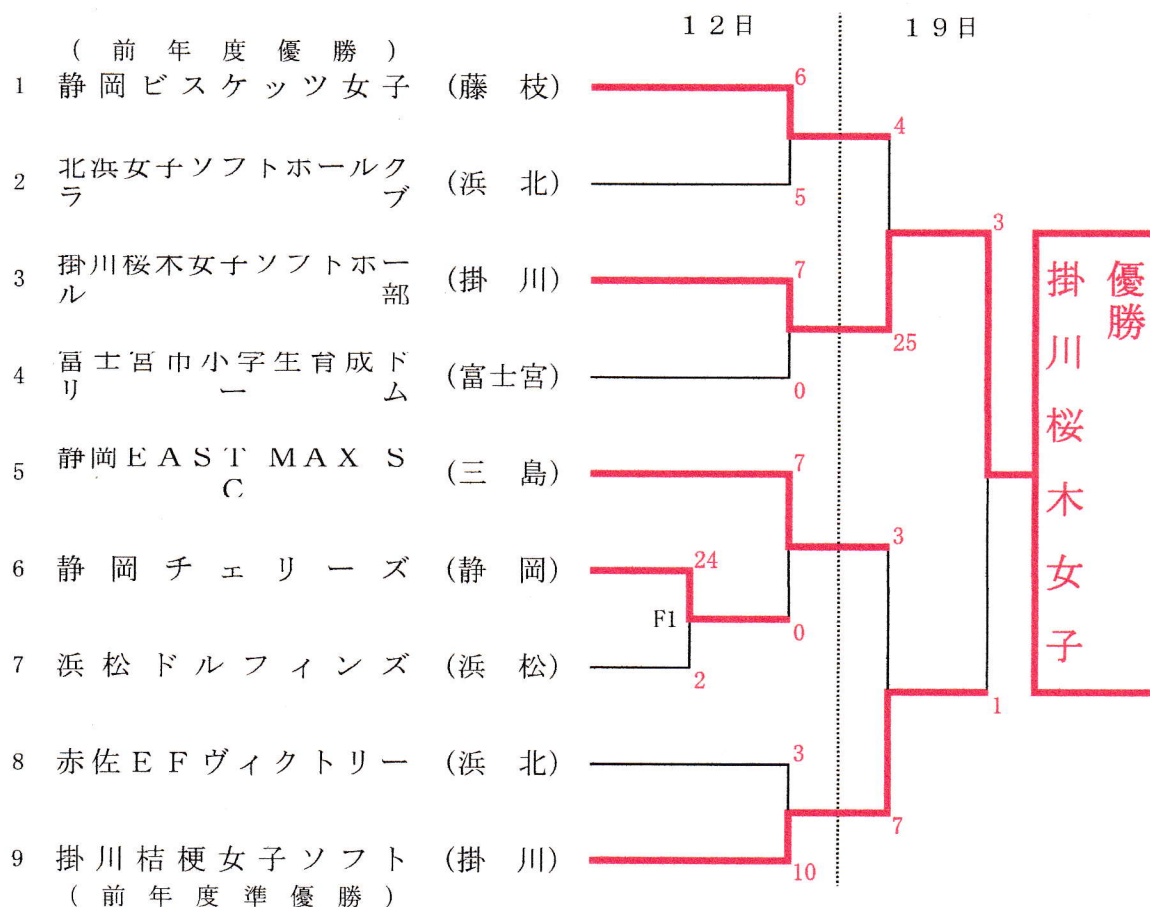 12日 19日
(前年度優勝)
1 静岡ビスケッツ女子 (藤枝)
2 北浜女子ソフトボールク
ラブ (浜北)
3 掛川桜木女子ソフトボー
ル部 (掛川)
4 富士宮市小学生育成ド
リーム (富士宮)
5 静岡EAST MAX S
C (三島)
6 静岡チェリーズ (静岡)
7 浜松ドルフィンズ (浜松)
8 赤佐EFヴィクトリー (浜北)
9 掛川桔梗女子ソフト (掛川)
(前年度準優勝)
6
5
7
0
7
24
F1
2
0
3
10
4
25
3
7
3
1
優勝
掛川桜木女子